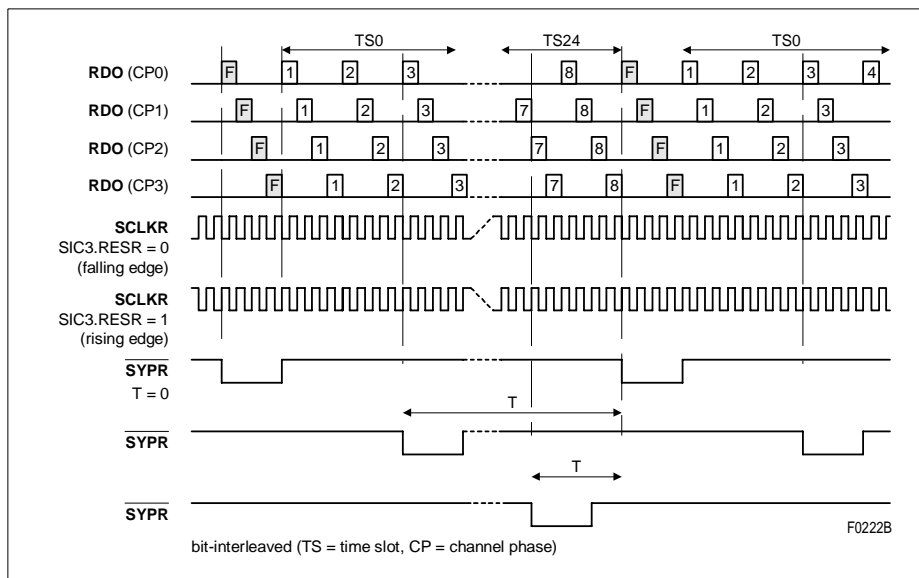 TS0 TS24 TS0
RDO (CP0) F 1 2 3 8 F 1 2 3 4
RDO (CP1) F 1 2 3 7 8 F 1 2 3
RDO (CP2) F 1 2 3 7 8 F 1 2 3
RDO (CP3) F 1 2 3 7 8 F 1 2 3
SCLKR
SIC3.RESR = 0
(falling edge)
SCLKR
SIC3.RESR = 1
(rising edge)
SYPR
T = 0
T
SYPR
T
SYPR
F0222B
bit-interleaved (TS = time slot, CP = channel phase)